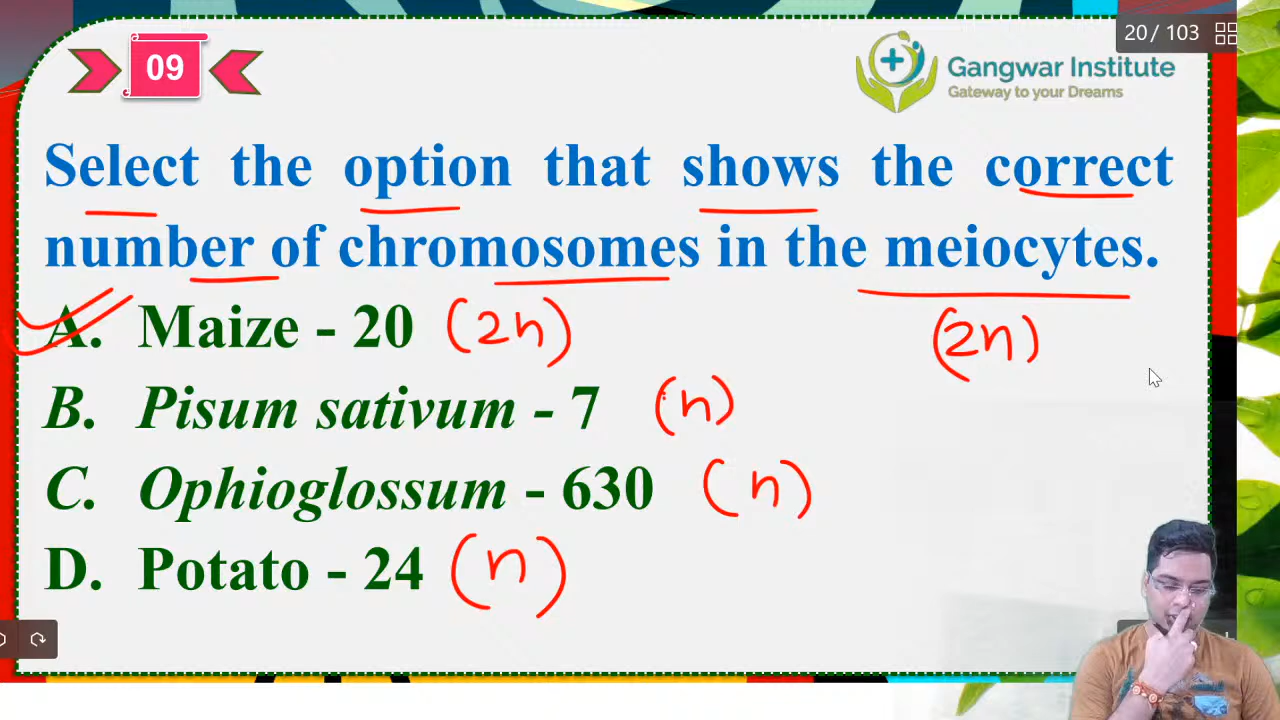 20 / 103
09
Gangwar Institute
Gateway to your Dreams
Select the option that shows the correct
number of chromosomes in the meiocytes.
A. Maize - 20 (2n)
(2n)
B. Pisum sativum - 7 (n)
C. Ophioglossum - 630 (n)
D. Potato - 24 (n)